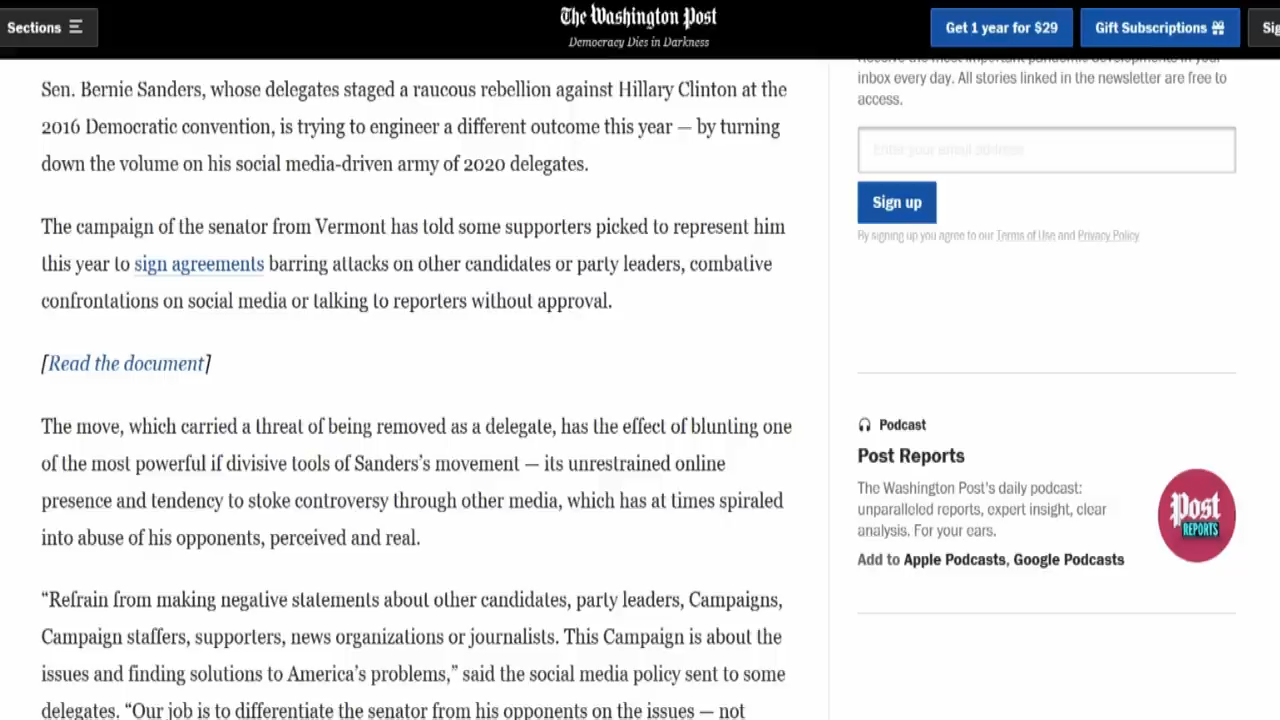 Sections
The Washington Post
Democracy Dies in Darkness
Get 1 year for $29
Gift Subscriptions
Sen. Bernie Sanders, whose delegates staged a raucous rebellion against Hillary Clinton at the
2016 Democratic convention, is trying to engineer a different outcome this year — by turning
down the volume on his social media-driven army of 2020 delegates.
The campaign of the senator from Vermont has told some supporters picked to represent him
this year to sign agreements barring attacks on other candidates or party leaders, combative
confrontations on social media or talking to reporters without approval.
[Read the document]
The move, which carried a threat of being removed as a delegate, has the effect of blunting one
of the most powerful if divisive tools of Sanders’s movement — its unrestrained online
presence and tendency to stoke controversy through other media, which has at times spiraled
into abuse of his opponents, perceived and real.
“Refrain from making negative statements about other candidates, party leaders, Campaigns,
Campaign staffers, supporters, news organizations or journalists. This Campaign is about the
issues and finding solutions to America’s problems,” said the social media policy sent to some
delegates. “Our job is to differentiate the senator from his opponents on the issues — not
Receive the most important pandemic developments in your
inbox every day. All stories linked in the newsletter are free to
access.
Enter your email address
Sign up
By signing up you agree to our Terms of Use and Privacy Policy
Podcast
Post Reports
The Washington Post's daily podcast:
unparalleled reports, expert insight, clear
analysis. For your ears.
Add to Apple Podcasts, Google Podcasts
Post
REPORTS